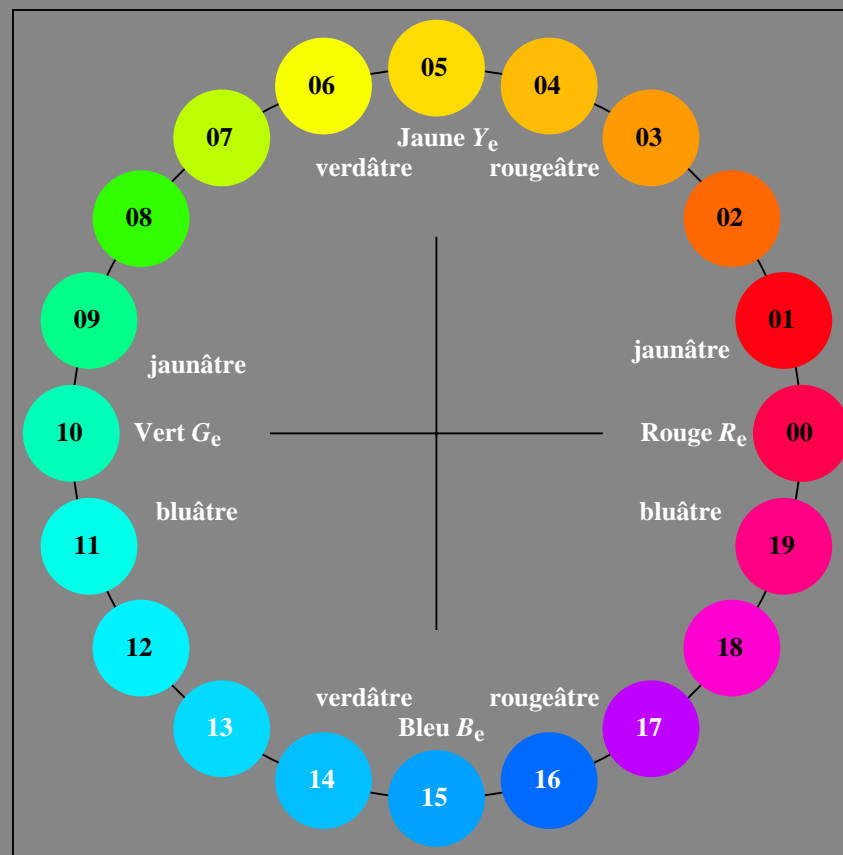 05
06
04
07
Jaune Ye
03
verdâtre
rougeâtre
08
02
09
01
jaunâtre
jaunâtre
10
Vert Ge
Rouge Re
00
bluâtre
bluâtre
11
19
12
18
verdâtre
rougeâtre
13
Bleu Be
17
14
16
15